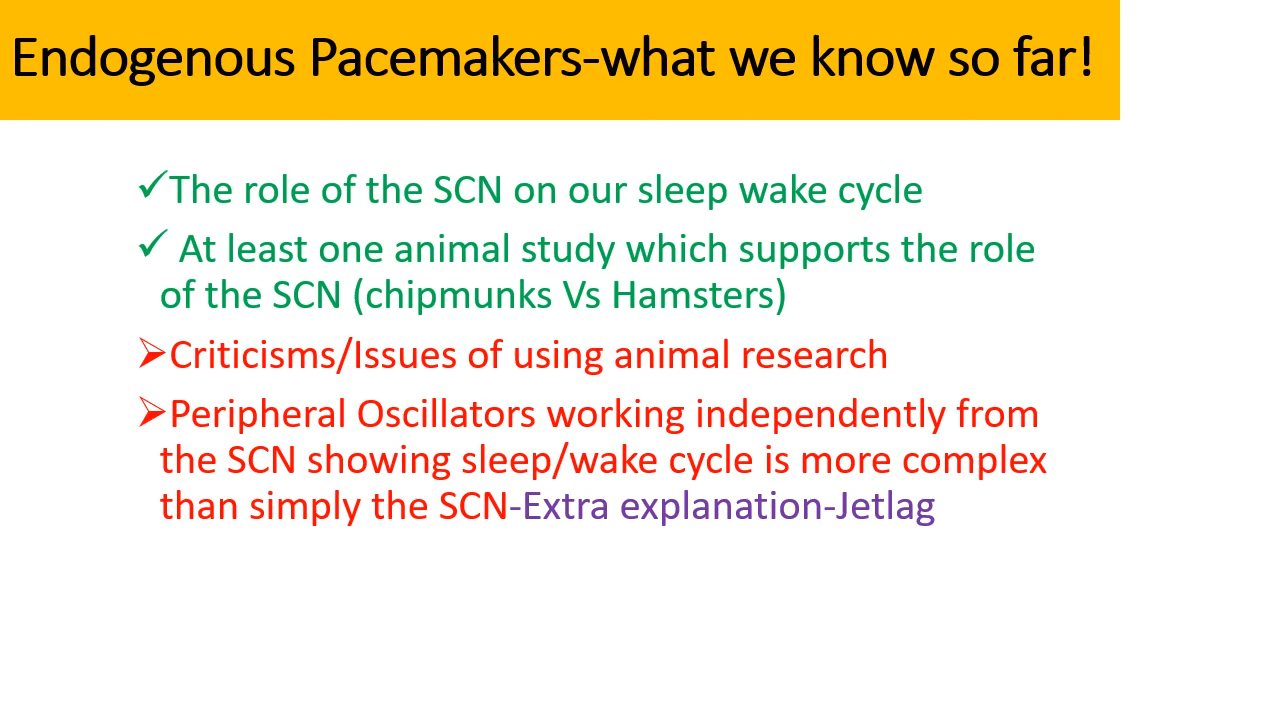 Endogenous Pacemakers-what we know so far!
✓The role of the SCN on our sleep wake cycle
✓ At least one animal study which supports the role
of the SCN (chipmunks Vs Hamsters)
➢Criticisms/Issues of using animal research
➢Peripheral Oscillators working independently from
the SCN showing sleep/wake cycle is more complex
than simply the SCN-Extra explanation-Jetlag